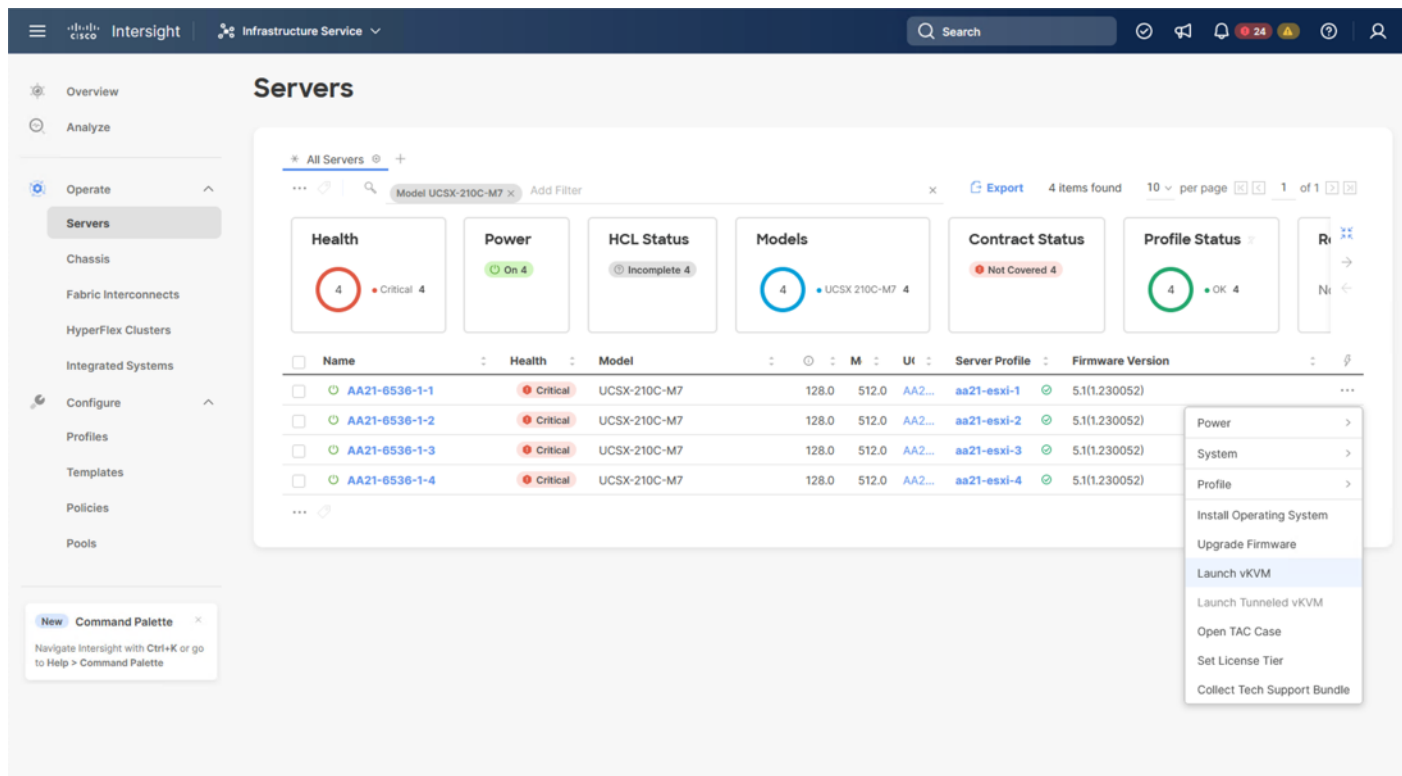 cisco Intersight Infrastructure Service Search 24
Overview
Analyze
Operate
Servers
Chassis
Fabric Interconnects
HyperFlex Clusters
Integrated Systems
Configure
Profiles
Templates
Policies
Pools
New Command Palette ×
Navigate Intersight with Ctrl+K or go
to Help > Command Palette
Servers
All Servers +
... Model UCSX-210C-M7 × Add Filter × Export 4 items found 10 per page 1 of 1
Health Power HCL Status Models Contract Status Profile Status
4 Critical 4
On 4
Incomplete 4
4 UCSX 210C-M7 4
Not Covered 4
4 OK 4
Name Health Model M Server Profile Firmware Version
AA21-6536-1-1 Critical UCSX-210C-M7 128.0 512.0 AA2... aa21-esxi-1 5.1(1.230052) ...
AA21-6536-1-2 Critical UCSX-210C-M7 128.0 512.0 AA2... aa21-esxi-2 5.1(1.230052)
AA21-6536-1-3 Critical UCSX-210C-M7 128.0 512.0 AA2... aa21-esxi-3 5.1(1.230052)
AA21-6536-1-4 Critical UCSX-210C-M7 128.0 512.0 AA2... aa21-esxi-4 5.1(1.230052)
...
Power
System
Profile
Install Operating System
Upgrade Firmware
Launch vKVM
Launch Tunneled vKVM
Open TAC Case
Set License Tier
Collect Tech Support Bundle